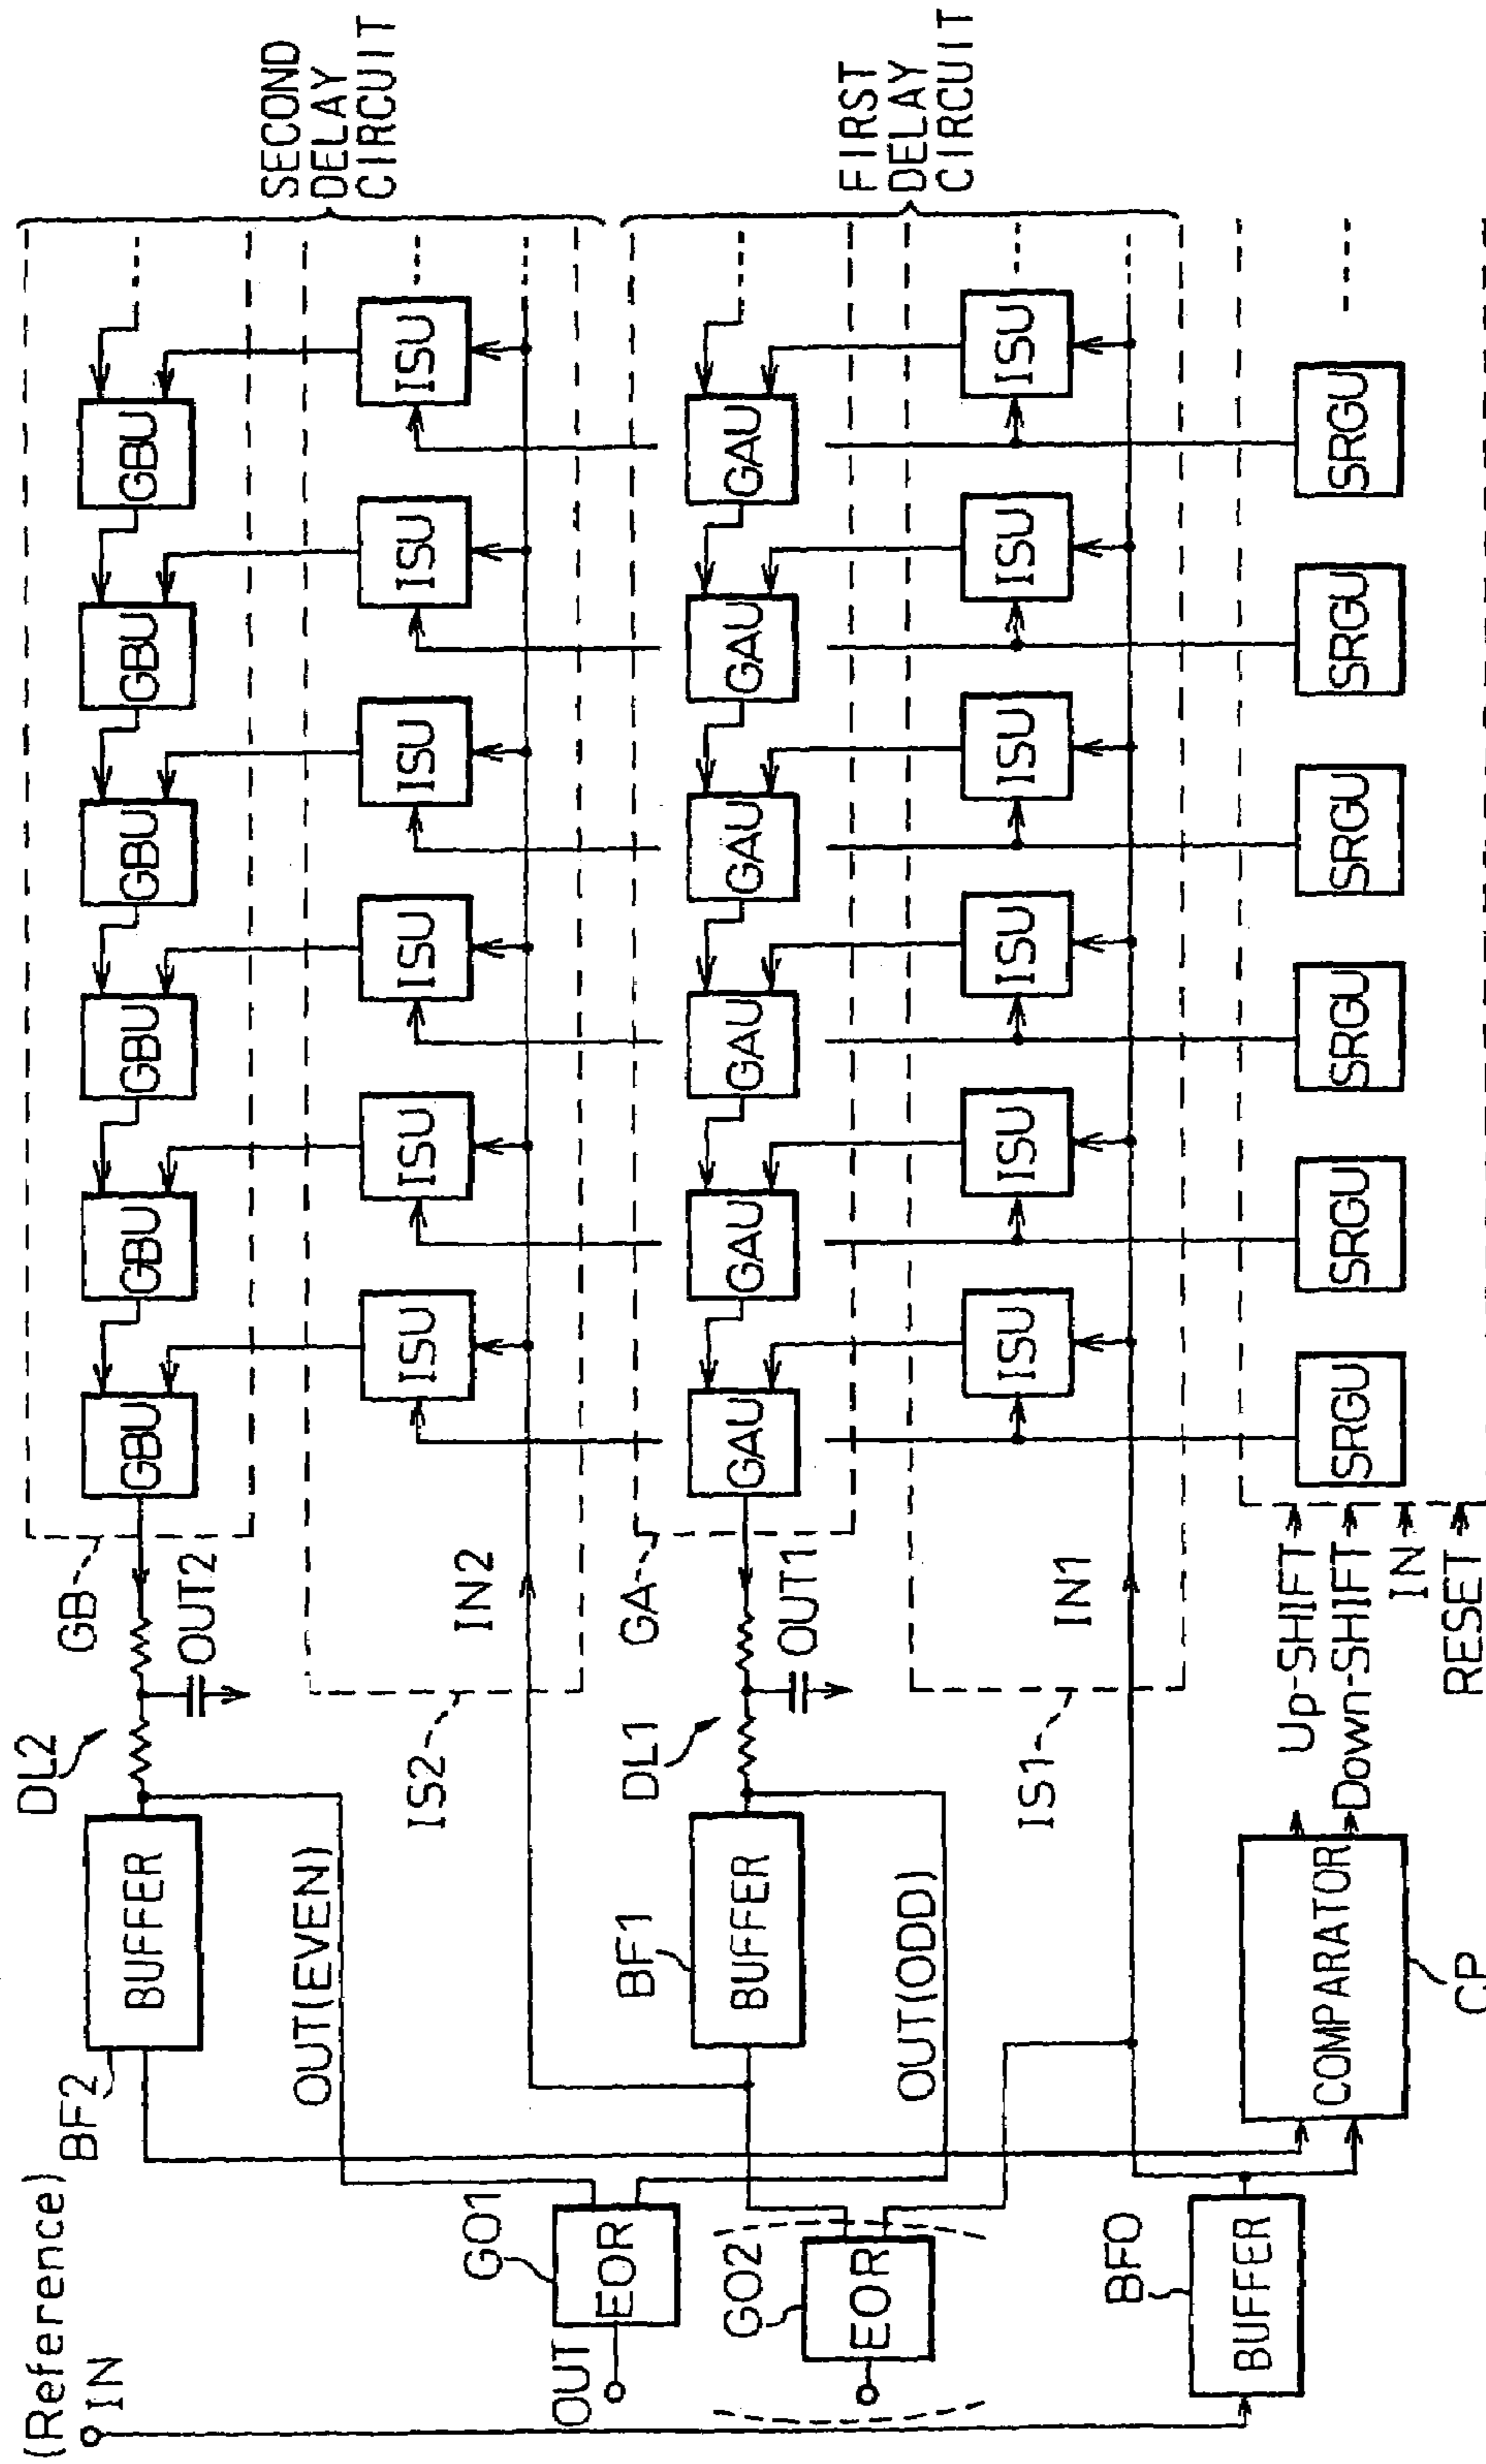 (Reference)
IN
BF2
BUFFER
DL2
GB
OUT2
GBU
GBU
GBU
GBU
GBU
GBU
SECOND
DELAY
CIRCUIT
OUT(EVEN)
IS2
IN2
ISU
ISU
ISU
ISU
ISU
ISU
GO1
EOR
OUT
BF1
BUFFER
DL1
GA
OUT1
GAU
GAU
GAU
GAU
GAU
GAU
FIRST
DELAY
CIRCUIT
GO2
EOR
OUT(ODD)
IS1
IN1
ISU
ISU
ISU
ISU
ISU
ISU
BF0
BUFFER
COMPARATOR
CP
Up-SHIFT
Down-SHIFT
IN
RESET
SRGU
SRGU
SRGU
SRGU
SRGU
SRGU